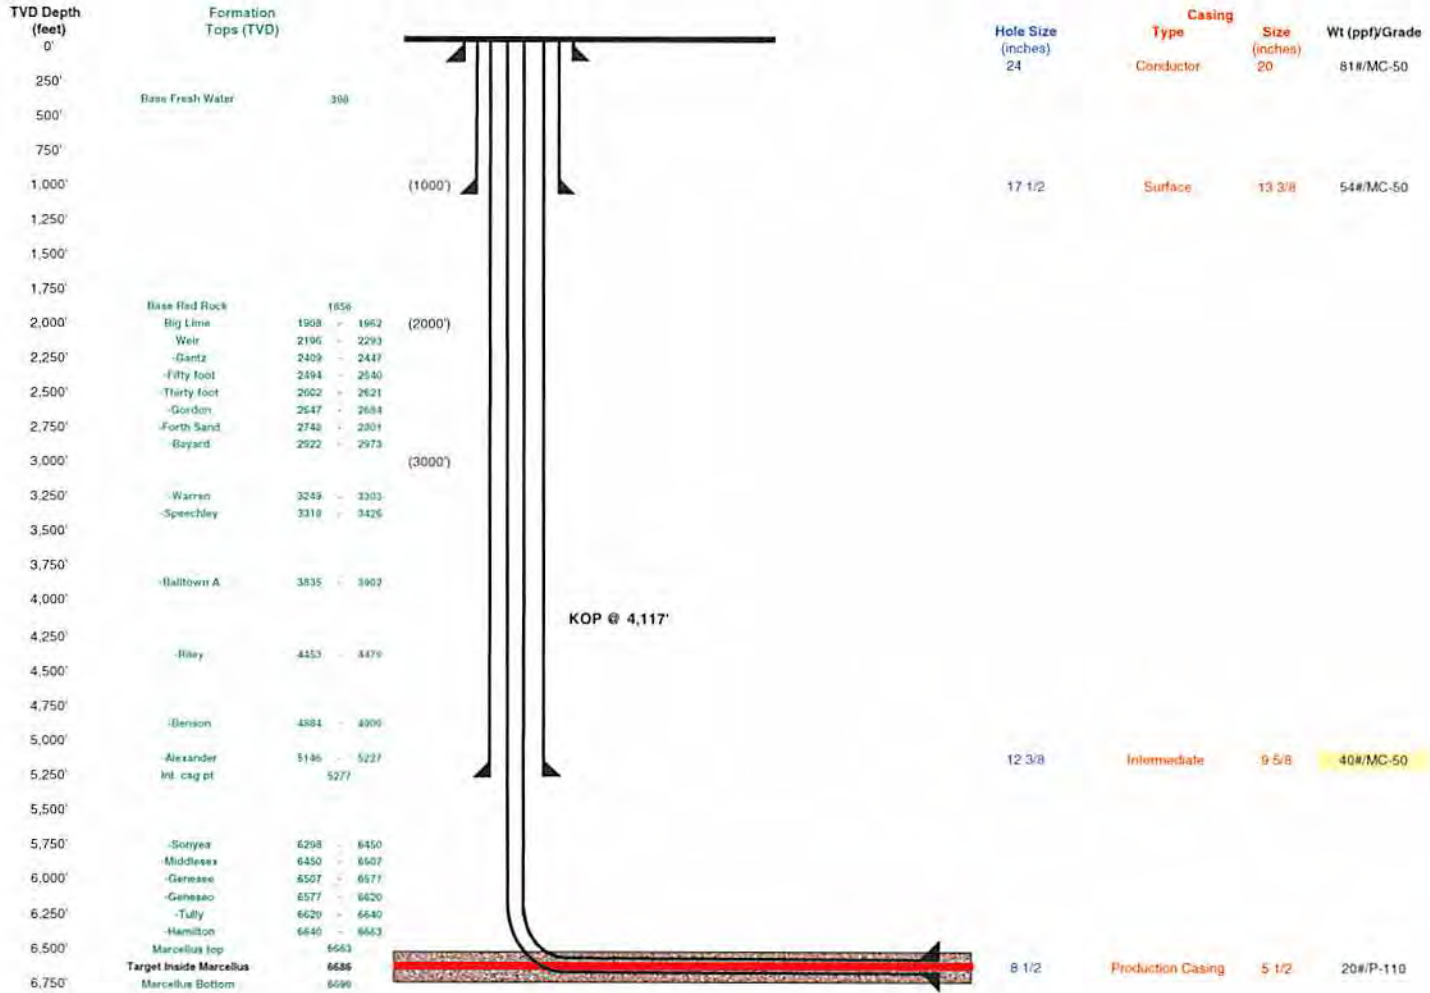 TVD Depth (feet)
Formation Tops (TVD)
Casing
Hole Size (inches) Type Size (inches) Wt (ppf)/Grade
0'
24 Conductor 20 81#/MC-50
250'
Base Fresh Water
500'
750'
1,000' (1000') 17 1/2 Surface 13 3/8 54#/MC-50
1,250'
1,500'
1,750'
Base Red Rock
2,000' Big Lime 1908 - 1962 (2000')
Weir 2196 - 2293
2,250' -Gantz 2409 - 2447
-Fifty foot 2494 - 2540
2,500' -Thirty foot 2602 - 2621
-Gordon 2647 - 2684
2,750' -Forth Sand 2748 - 2801
-Bayard 2922 - 2973
3,000' (3000')
3,250' -Warren 3249 - 3303
-Speechley 3318 - 3426
3,500'
3,750'
-Balltown A 3835 - 3902
4,000'
KOP @ 4,117'
4,250'
-Riley 4453 - 4479
4,500'
4,750'
-Benson 4884 - 4909
5,000'
-Alexander 5146 - 5227 12 3/8 Intermediate 9 5/8 40#/MC-50
5,250' Int. csg pt 5277
5,500'
5,750' -Sonyea 6298 - 6450
-Middlesex 6450 - 6507
6,000' -Genesee 6507 - 6577
-Geneseo 6577 - 6620
6,250' -Tully 6620 - 6640
-Hamilton 6640 - 6663
6,500' Marcellus top 6663
Target Inside Marcellus 6686 8 1/2 Production Casing 5 1/2 20#/P-110
6,750' Marcellus Bottom